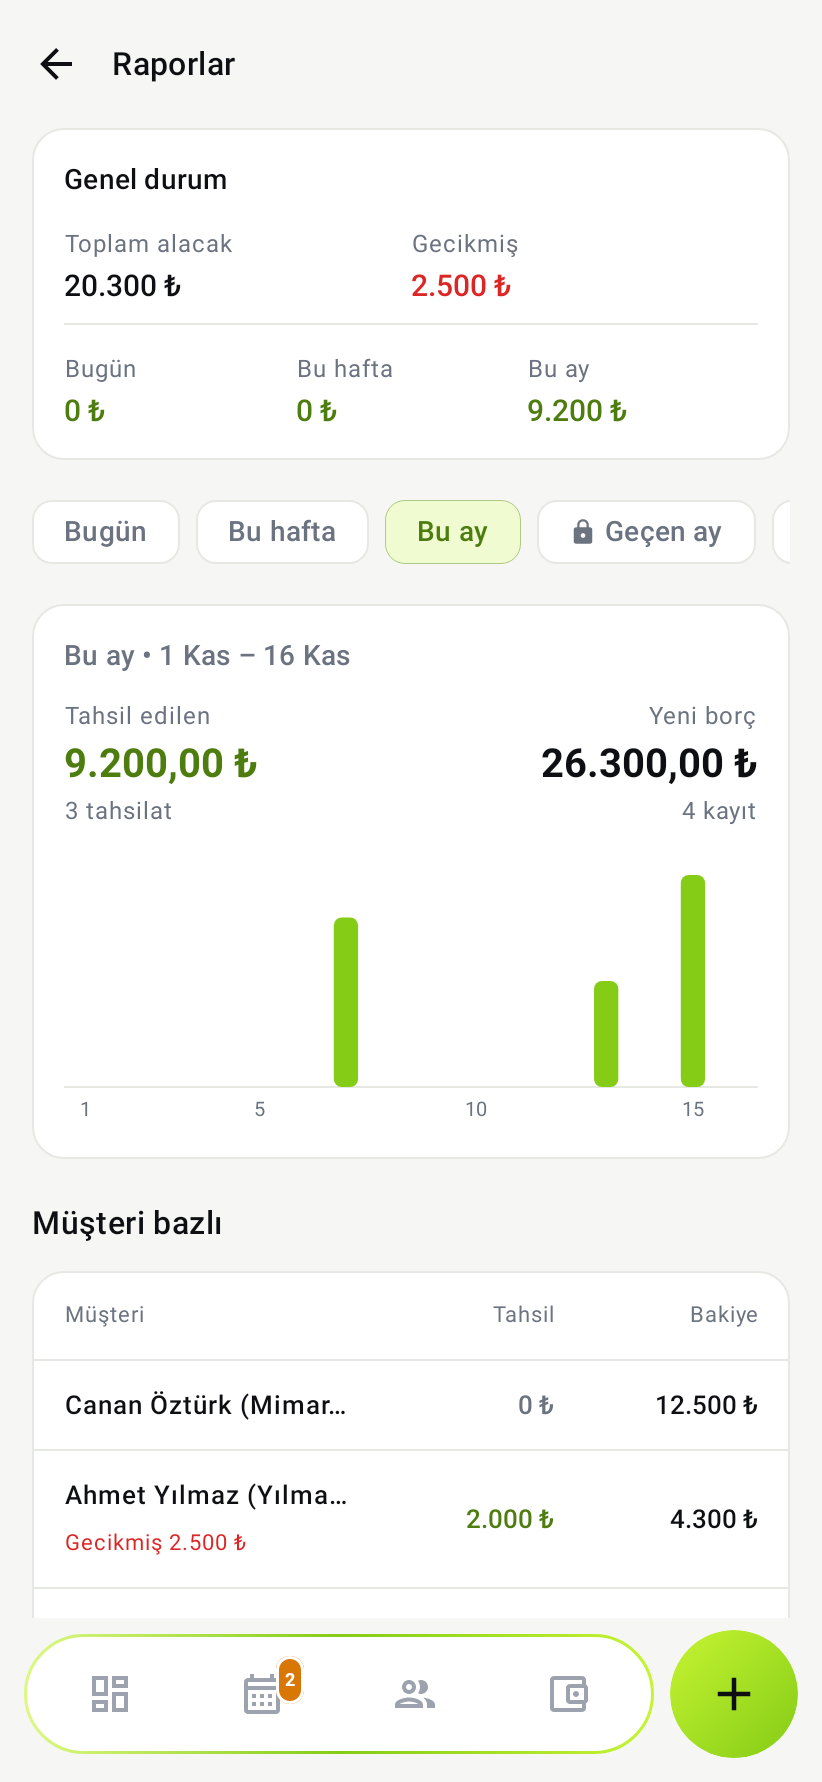 Raporlar
Genel durum
Toplam alacak Gecikmiş
20.300 ₺ 2.500 ₺
Bugün Bu hafta Bu ay
0 ₺ 0 ₺ 9.200 ₺
Bugün Bu hafta Bu ay Geçen ay
Bu ay • 1 Kas – 16 Kas
Tahsil edilen Yeni borç
9.200,00 ₺ 26.300,00 ₺
3 tahsilat 4 kayıt
1 5 10 15
Müşteri bazlı
Müşteri Tahsil Bakiye
Canan Öztürk (Mimar... 0 ₺ 12.500 ₺
Ahmet Yılmaz (Yılma... 2.000 ₺ 4.300 ₺
Gecikmiş 2.500 ₺
2